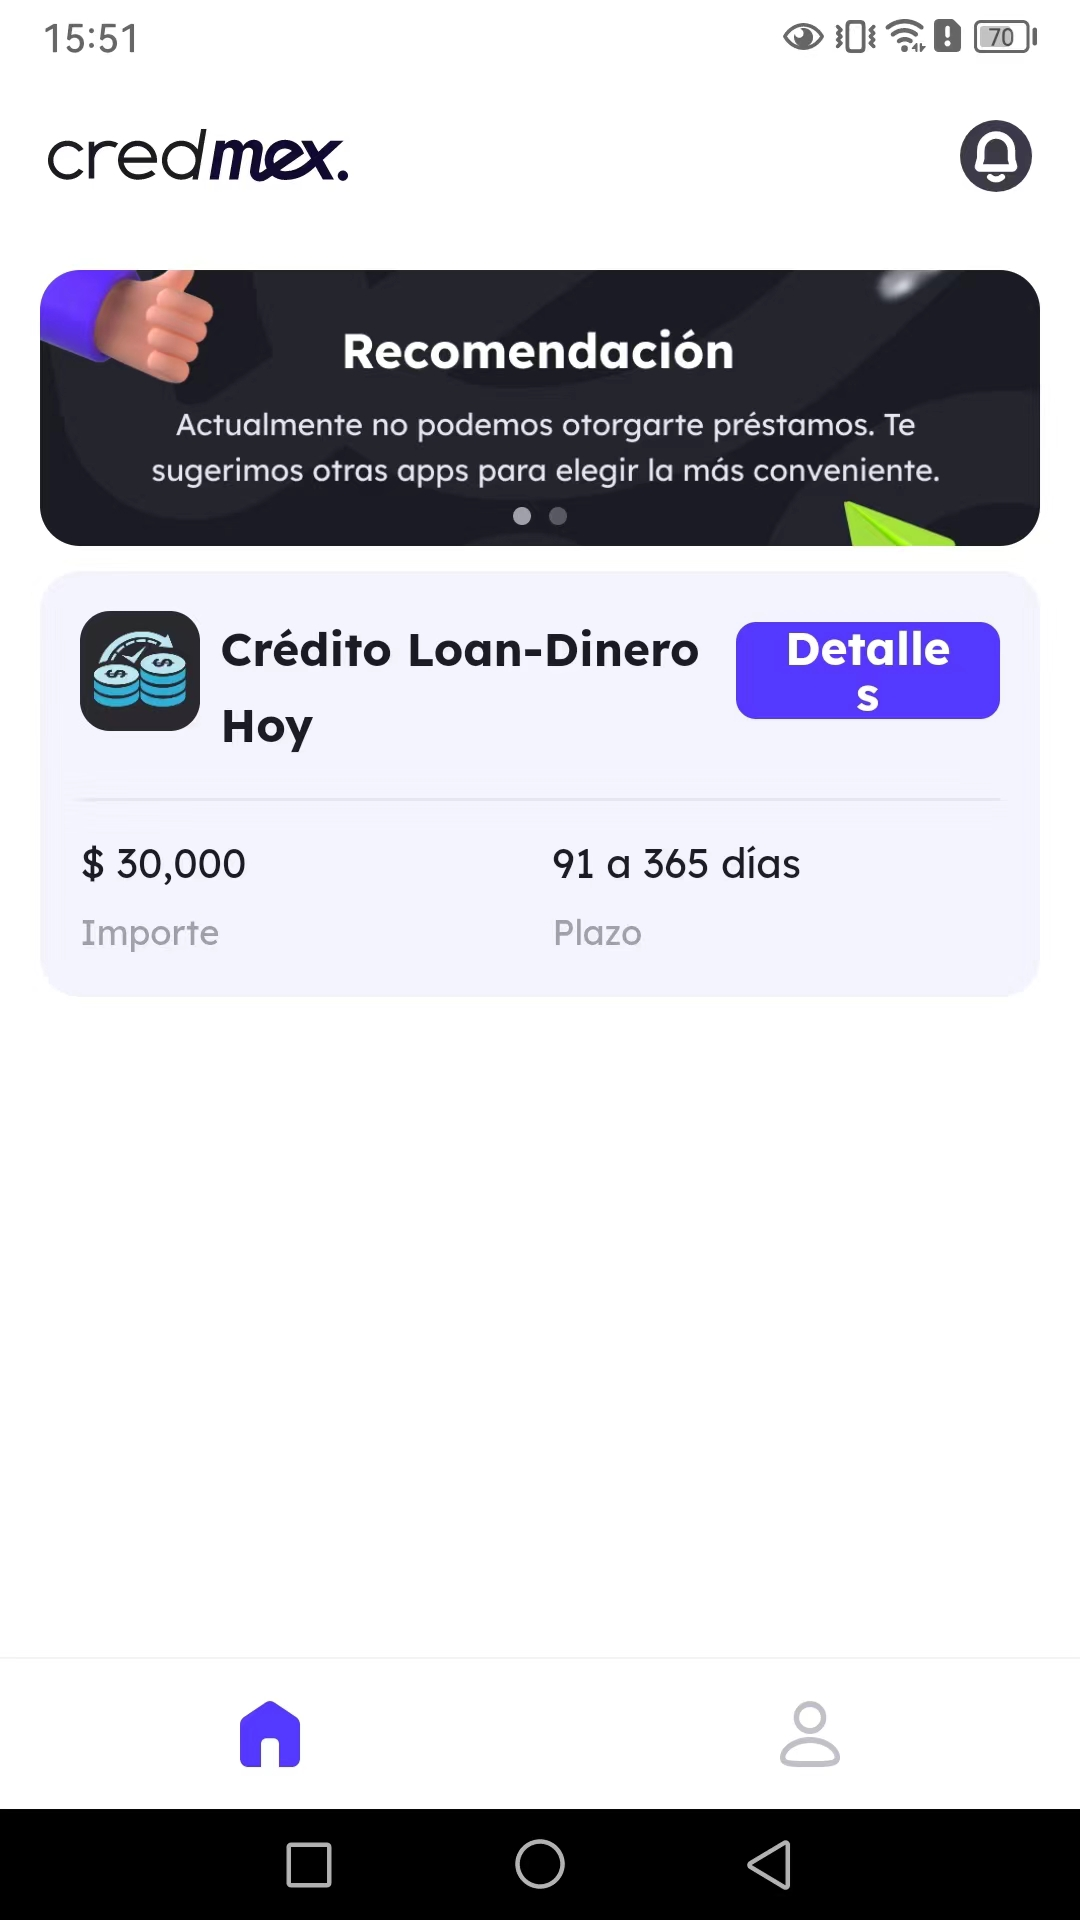 15:51
70
credmex.
Recomendación
Actualmente no podemos otorgarte préstamos. Te
sugerimos otras apps para elegir la más conveniente.
Crédito Loan-Dinero
Hoy
Detalle
s
$ 30,000
91 a 365 días
Importe
Plazo